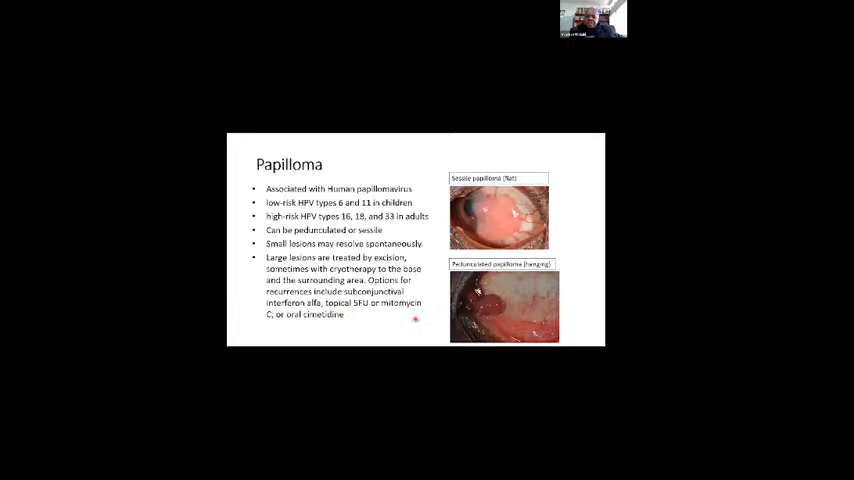 Papilloma
• Associated with Human papillomavirus
• low-risk HPV types 6 and 11 in children
• high-risk HPV types 16, 18, and 33 in adults
• Can be pedunculated or sessile
• Small lesions may resolve spontaneously.
• Large lesions are treated by excision,
sometimes with cryotherapy to the base
and the surrounding area. Options for
recurrences include subconjunctival
interferon alfa, topical 5FU or mitomycin
C; or oral cimetidine
Sessile papilloma (flat)
Pedunculated papilloma (hanging)